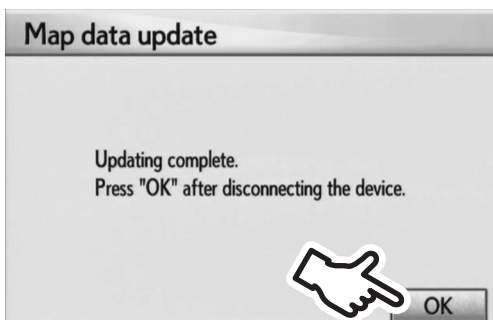 Map data update
Updating complete.
Press "OK" after disconnecting the device.
OK